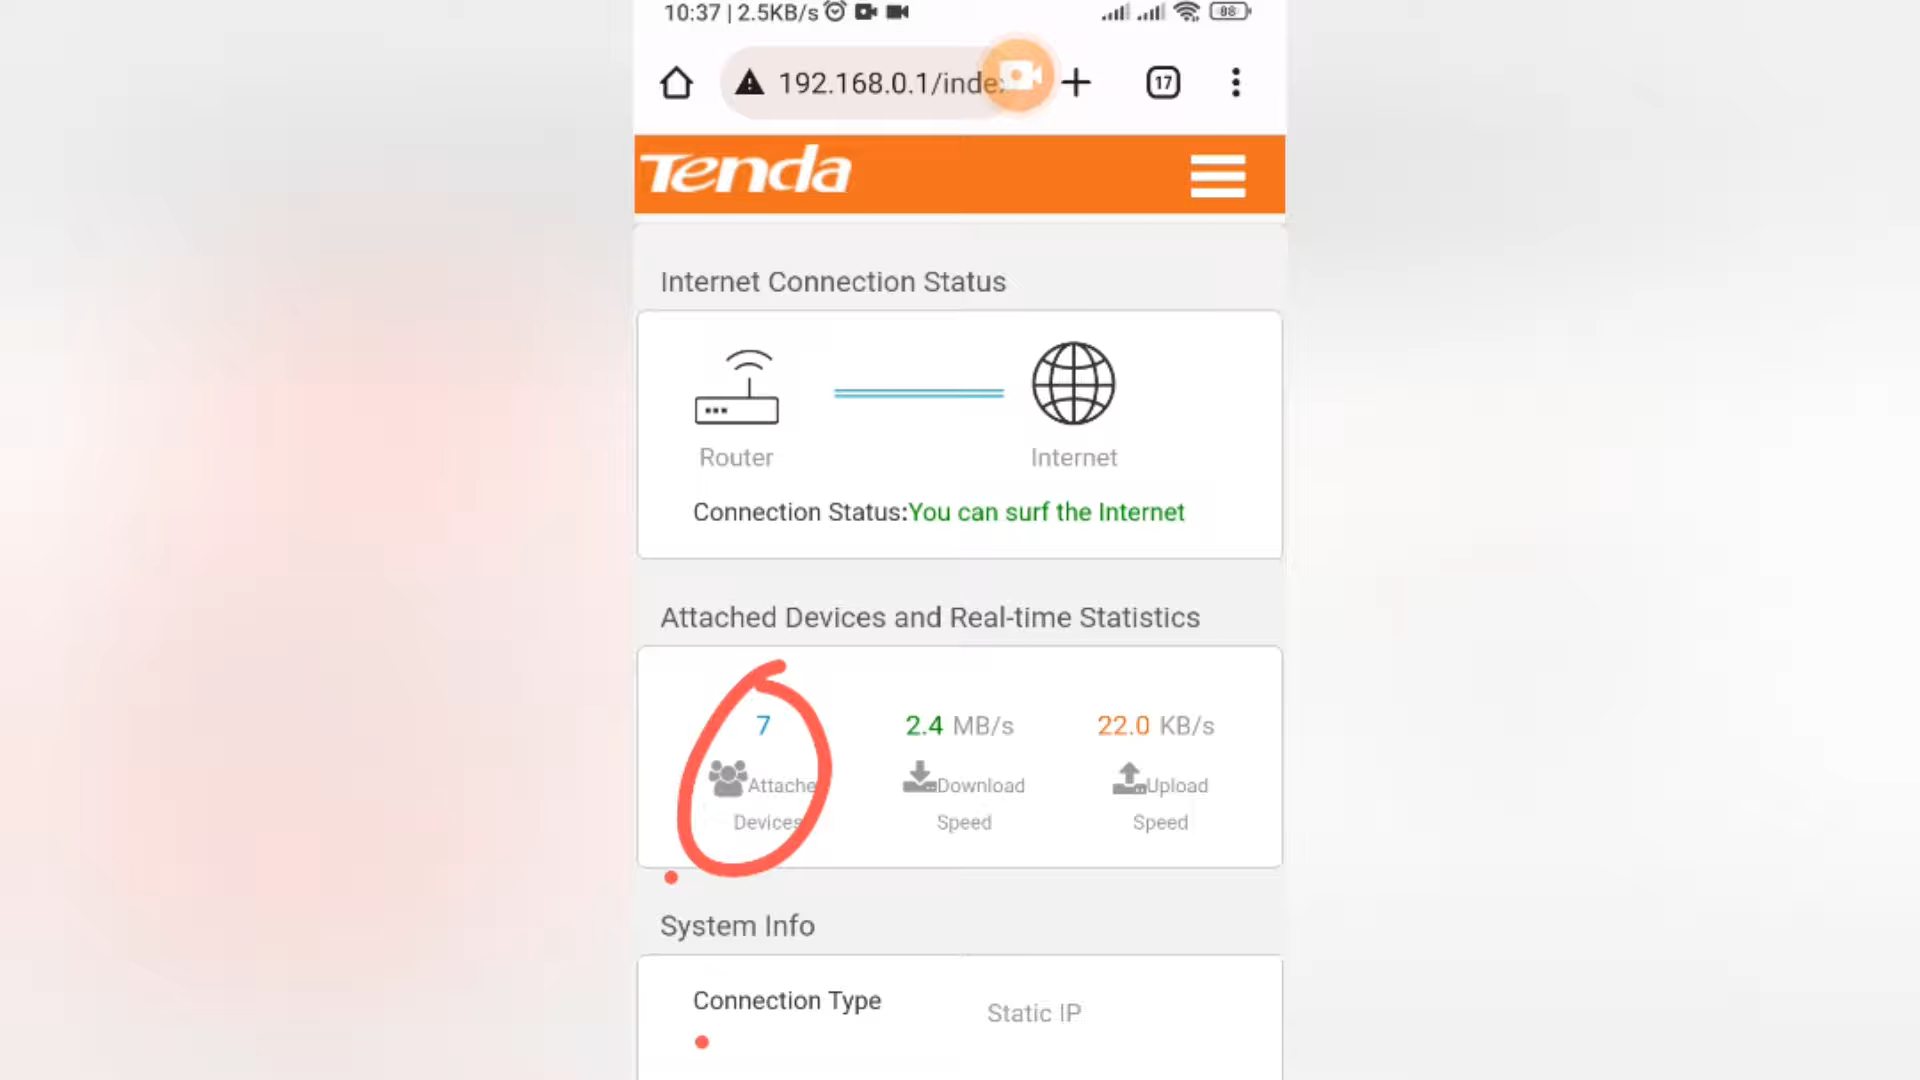 10:37 | 2.5KB/s 88
192.168.0.1/inde
17
Tenda
Internet Connection Status
Router
Internet
Connection Status:You can surf the Internet
Attached Devices and Real-time Statistics
7
2.4 MB/s
22.0 KB/s
Attache
Devices
Download
Speed
Upload
Speed
System Info
Connection Type
Static IP